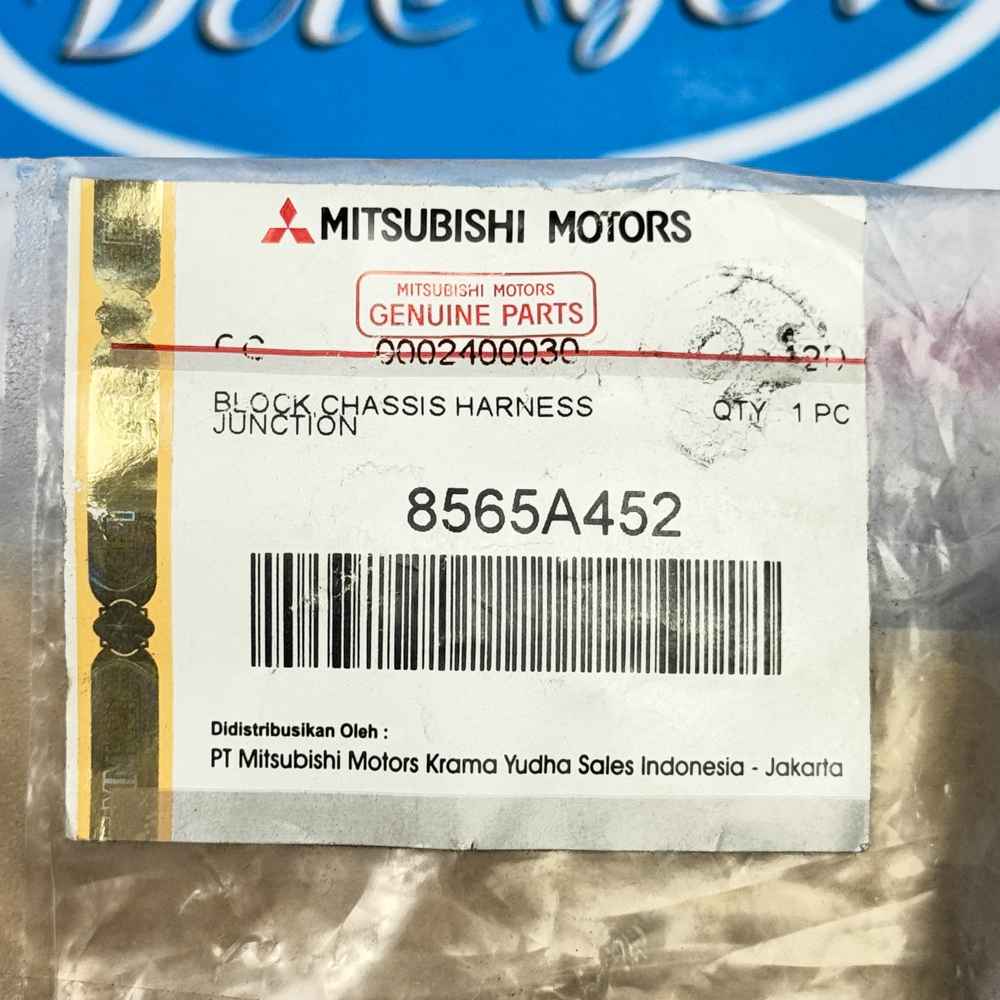 MITSUBISHI MOTORS
MITSUBISHI MOTORS
GENUINE PARTS
0002400030
BLOCK,CHASSIS HARNESS
JUNCTION
QTY 1 PC
8565A452
Didistribusikan Oleh :
PT Mitsubishi Motors Krama Yudha Sales Indonesia - Jakarta